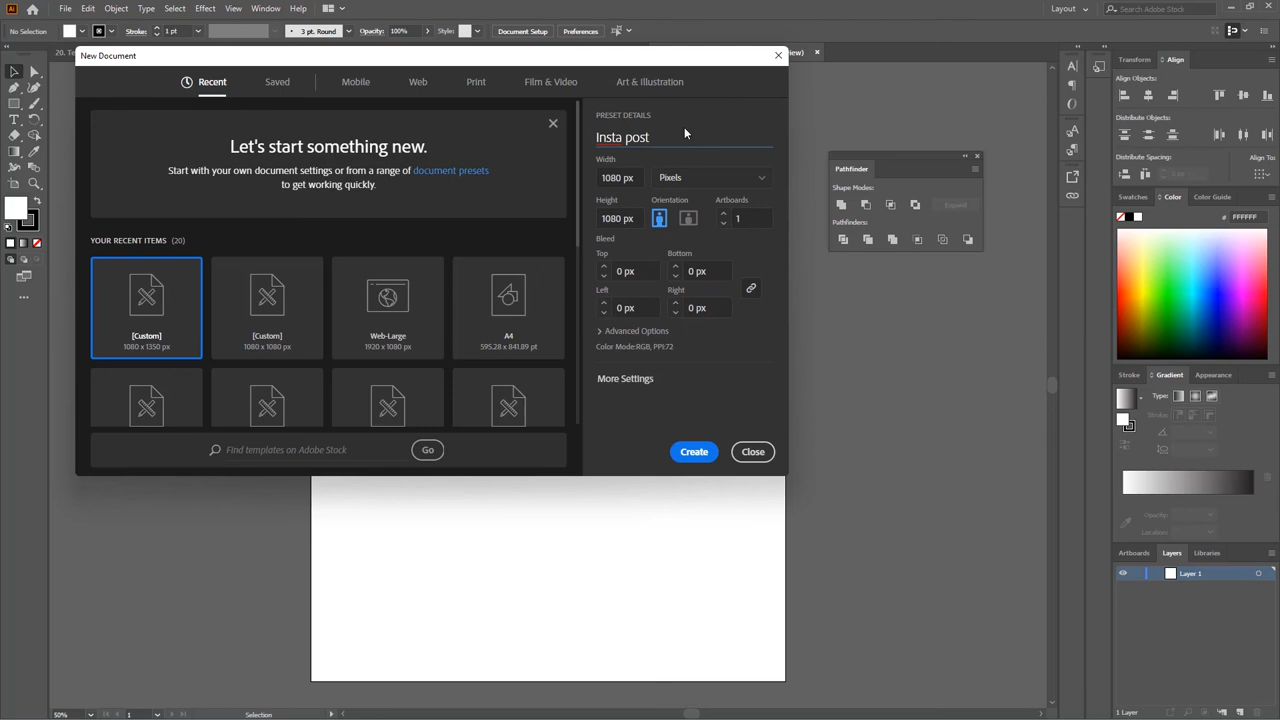 File Edit Object Type Select Effect View Window Help Layout Search Adobe Stock
No Selection Stroke: 1 pt 3 pt. Round Opacity: 100% Style: Document Setup Preferences
New Document
Recent Saved Mobile Web Print Film & Video Art & Illustration
Let's start something new.
Start with your own document settings or from a range of document presets
to get working quickly.
YOUR RECENT ITEMS (20)
[Custom] [Custom] Web-Large A4
1080 x 1350 px 1080 x 1080 px 1920 x 1080 px 595.28 x 841.89 pt
Find templates on Adobe Stock Go
PRESET DETAILS
Insta post
Width
1080 px Pixels
Height Orientation Artboards
1080 px 1
Bleed
Top Bottom
0 px 0 px
Left Right
0 px 0 px
Advanced Options
Color Mode:RGB, PPI:72
More Settings
Create Close
Pathfinder
Shape Modes:
Expand
Pathfinders:
Transform Align
Align Objects:
Distribute Objects:
Distribute Spacing: Align To:
Swatches Color Color Guide
# FFFFFF
Stroke Gradient Appearance
Type:
Stroke:
Opacity:
Location:
Artboards Layers Libraries
Layer 1
1 Layer
50% 1 Selection